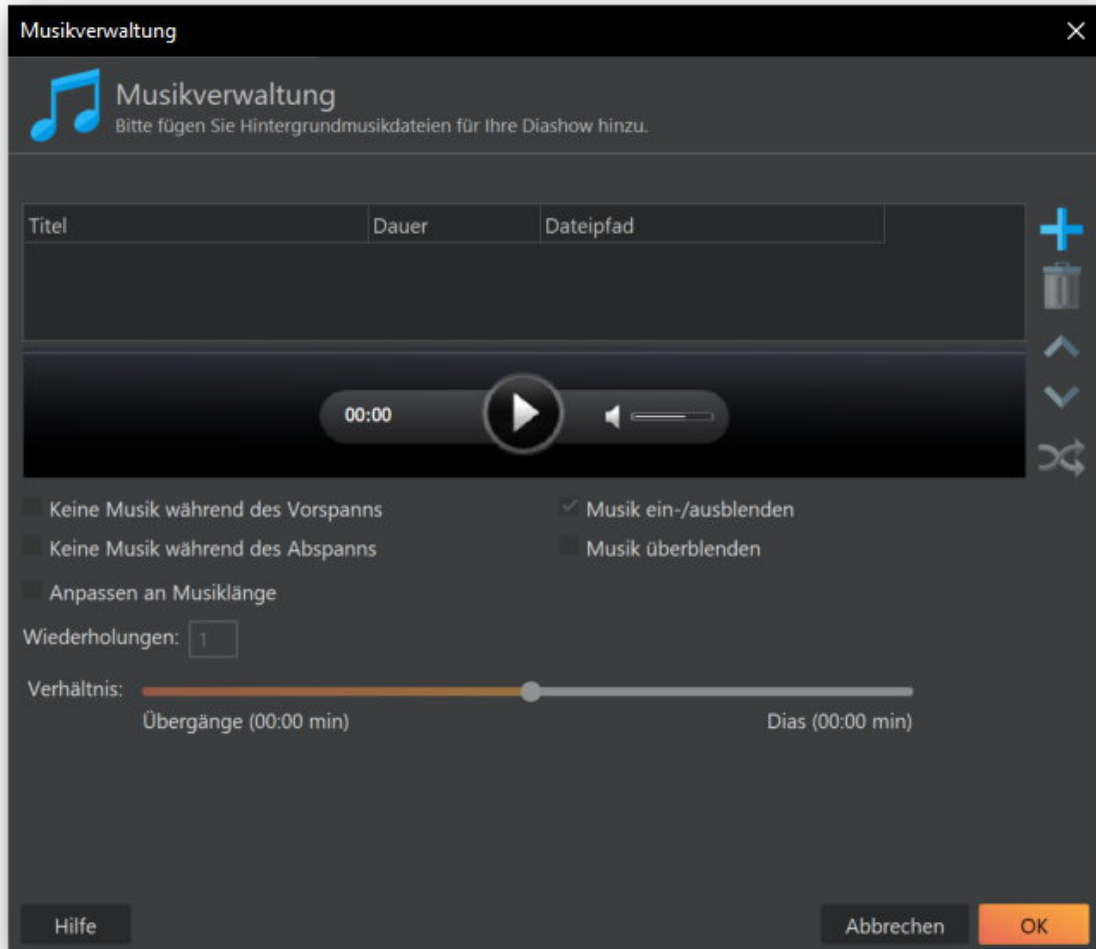 Musikverwaltung
Musikverwaltung
Bitte fügen Sie Hintergrundmusikdateien für Ihre Diashow hinzu.
Titel Dauer Dateipfad
00:00
Keine Musik während des Vorspanns Musik ein-/ausblenden
Keine Musik während des Abspanns Musik überblenden
Anpassen an Musiklänge
Wiederholungen: 1
Verhältnis:
Übergänge (00:00 min) Dias (00:00 min)
Hilfe Abbrechen OK